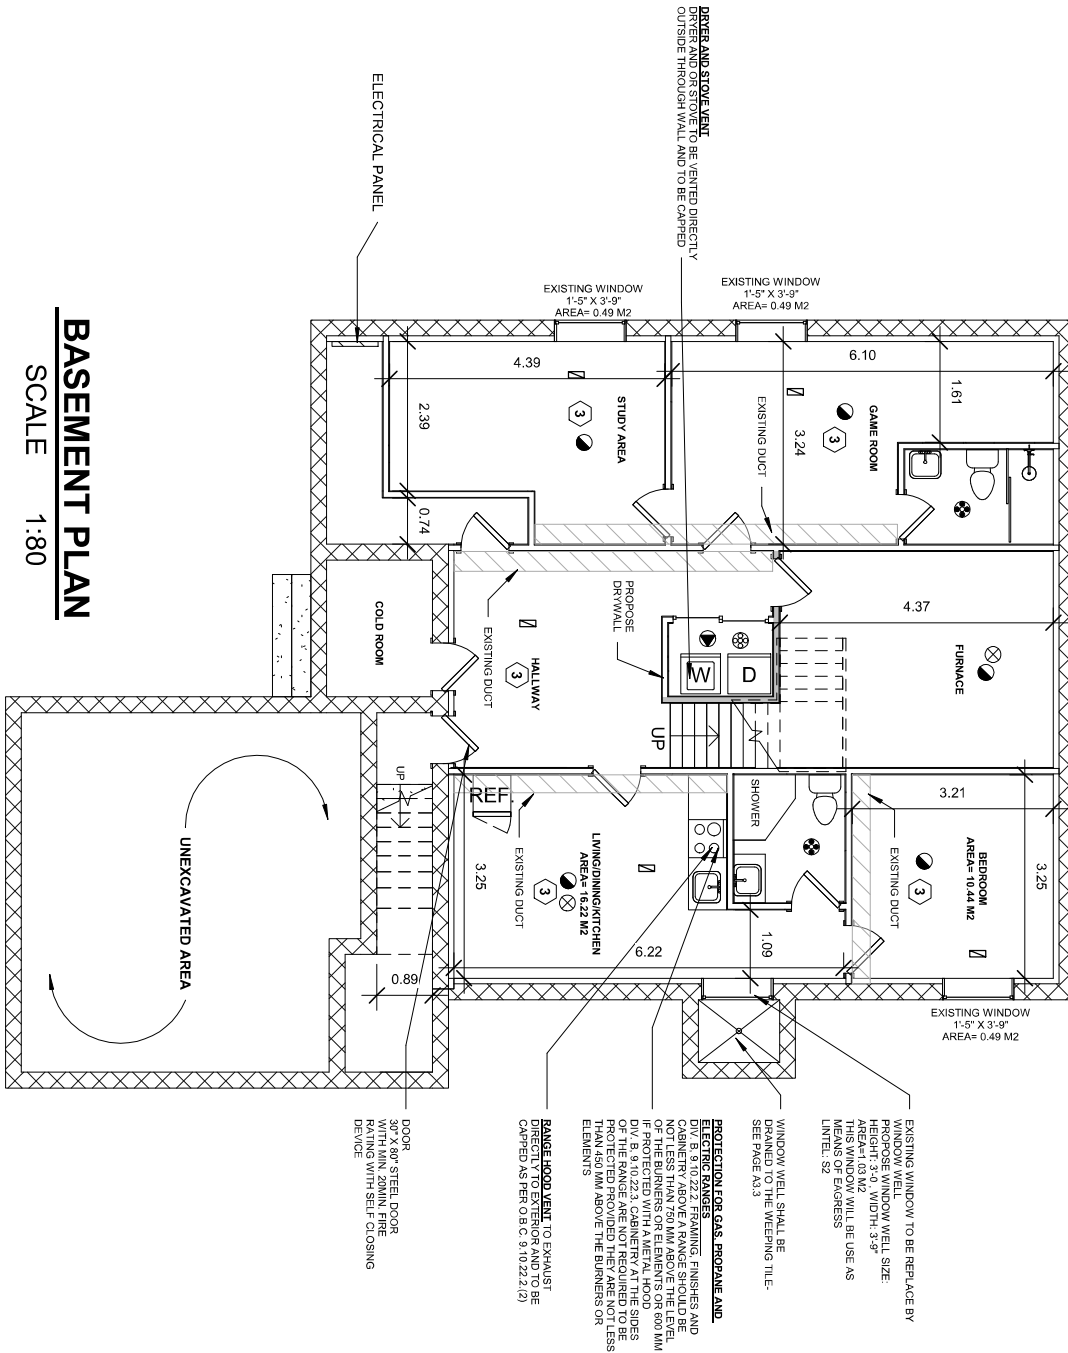 DRYER AND STOVE VENT
DRYER AND OR STOVE TO BE VENTED DIRECTLY
OUTSIDE THROUGH WALL AND TO BE CAPPED
ELECTRICAL PANEL
EXISTING WINDOW
1'-5" X 3'-9"
AREA= 0.49 M2
EXISTING WINDOW
1'-5" X 3'-9"
AREA= 0.49 M2
4.39
6.10
1.61
2.39
0.74
3.24
STUDY AREA
3
GAME ROOM
3
EXISTING DUCT
PROPOSE
DRYWALL
EXISTING DUCT
COLD ROOM
HALLWAY
3
W
D
UP
4.37
FURNACE
UP
UNEXCAVATED AREA
0.89
REF.
3.25
EXISTING DUCT
LIVING/DINING/KITCHEN
AREA= 16.22 M2
3
6.22
SHOWER
1.09
3.21
3.25
EXISTING DUCT
BEDROOM
AREA= 10.44 M2
3
EXISTING WINDOW
1'-5" X 3'-9"
AREA= 0.49 M2
EXISTING WINDOW TO BE REPLACE BY
WINDOW WELL
PROPOSE WINDOW WELL SIZE:
HEIGHT: 3'-0 , WIDTH: 3'-9"
AREA=1.03 M2
THIS WINDOW WILL BE USE AS
MEANS OF EAGRESS
LINTEL: S2
WINDOW WELL SHALL BE
DRAINED TO THE WEEPING TILE-
SEE PAGE A3.3
PROTECTION FOR GAS, PROPANE AND
ELECTRIC RANGES
DIV. B, 9.10.22.2. FRAMING, FINISHES AND
CABINETRY ABOVE A RANGE SHOULD BE
NOT LESS THAN 750 MM ABOVE THE LEVEL
OF THE BURNERS OR ELEMENTS OR 600 MM
IF PROTECTED WITH A METAL HOOD
DIV. B, 9.10.22.3. CABINETRY AT THE SIDES
OF THE RANGE ARE NOT REQUIRED TO BE
PROTECTED PROVIDED THEY ARE NOT LESS
THAN 450 MM ABOVE THE BURNERS OR
ELEMENTS
RANGE HOOD VENT TO EXHAUST
DIRECTLY TO EXTERIOR AND TO BE
CAPPED AS PER O.B.C. 9.10.22.2.(2)
DOOR
30" X 80" STEEL DOOR
WITH MIN. 20MIN. FIRE
RATING WITH SELF CLOSING
DEVICE
BASEMENT PLAN
SCALE 1:80